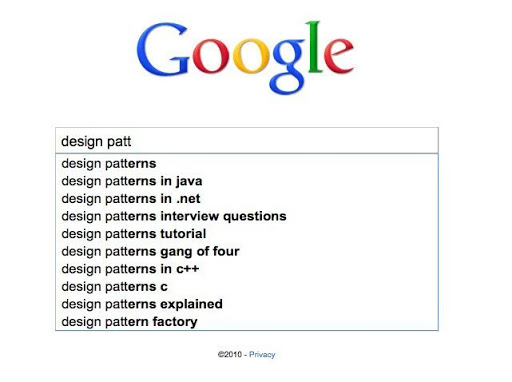 Google
design patt
design patterns
design patterns in java
design patterns in .net
design patterns interview questions
design patterns tutorial
design patterns gang of four
design patterns in c++
design patterns c
design patterns explained
design pattern factory
©2010 - Privacy